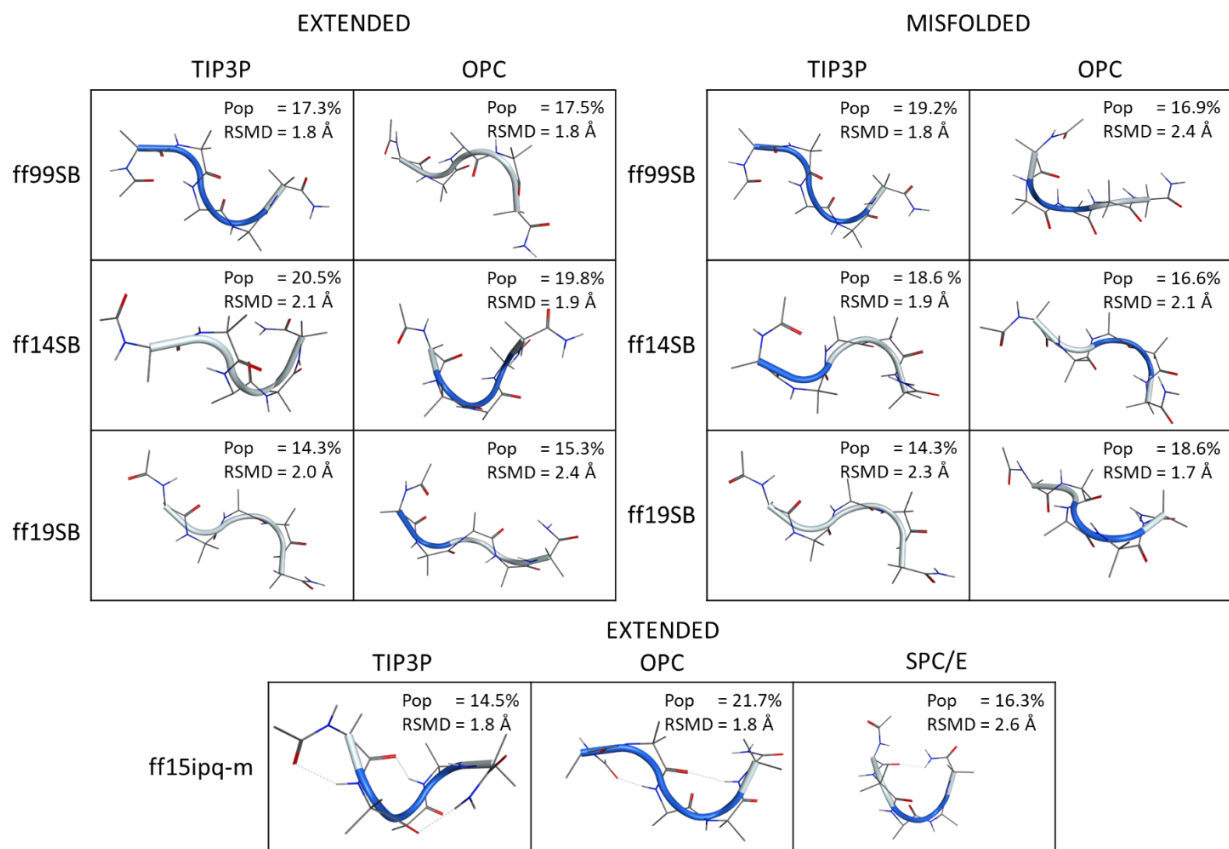 EXTENDED
MISFOLDED
TIP3P
OPC
TIP3P
OPC
ff99SB
Pop = 17.3%
RSMD = 1.8 Å
Pop = 17.5%
RSMD = 1.8 Å
ff99SB
Pop = 19.2%
RSMD = 1.8 Å
Pop = 16.9%
RSMD = 2.4 Å
ff14SB
Pop = 20.5%
RSMD = 2.1 Å
Pop = 19.8%
RSMD = 1.9 Å
ff14SB
Pop = 18.6 %
RSMD = 1.9 Å
Pop = 16.6%
RSMD = 2.1 Å
ff19SB
Pop = 14.3%
RSMD = 2.0 Å
Pop = 15.3%
RSMD = 2.4 Å
ff19SB
Pop = 14.3%
RSMD = 2.3 Å
Pop = 18.6%
RSMD = 1.7 Å
EXTENDED
TIP3P
OPC
SPC/E
ff15ipq-m
Pop = 14.5%
RSMD = 1.8 Å
Pop = 21.7%
RSMD = 1.8 Å
Pop = 16.3%
RSMD = 2.6 Å